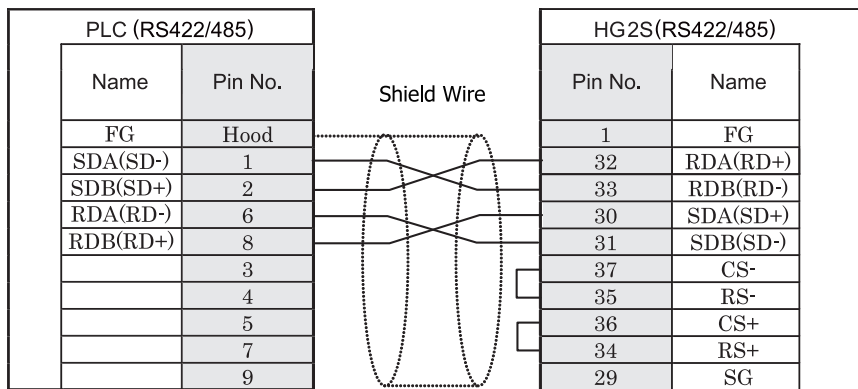 PLC (RS422/485) HG2S(RS422/485)
Name Pin No. Shield Wire Pin No. Name
FG Hood 1 FG
SDA(SD-) 1 32 RDA(RD+)
SDB(SD+) 2 33 RDB(RD-)
RDA(RD-) 6 30 SDA(SD+)
RDB(RD+) 8 31 SDB(SD-)
3 37 CS-
4 35 RS-
5 36 CS+
7 34 RS+
9 29 SG